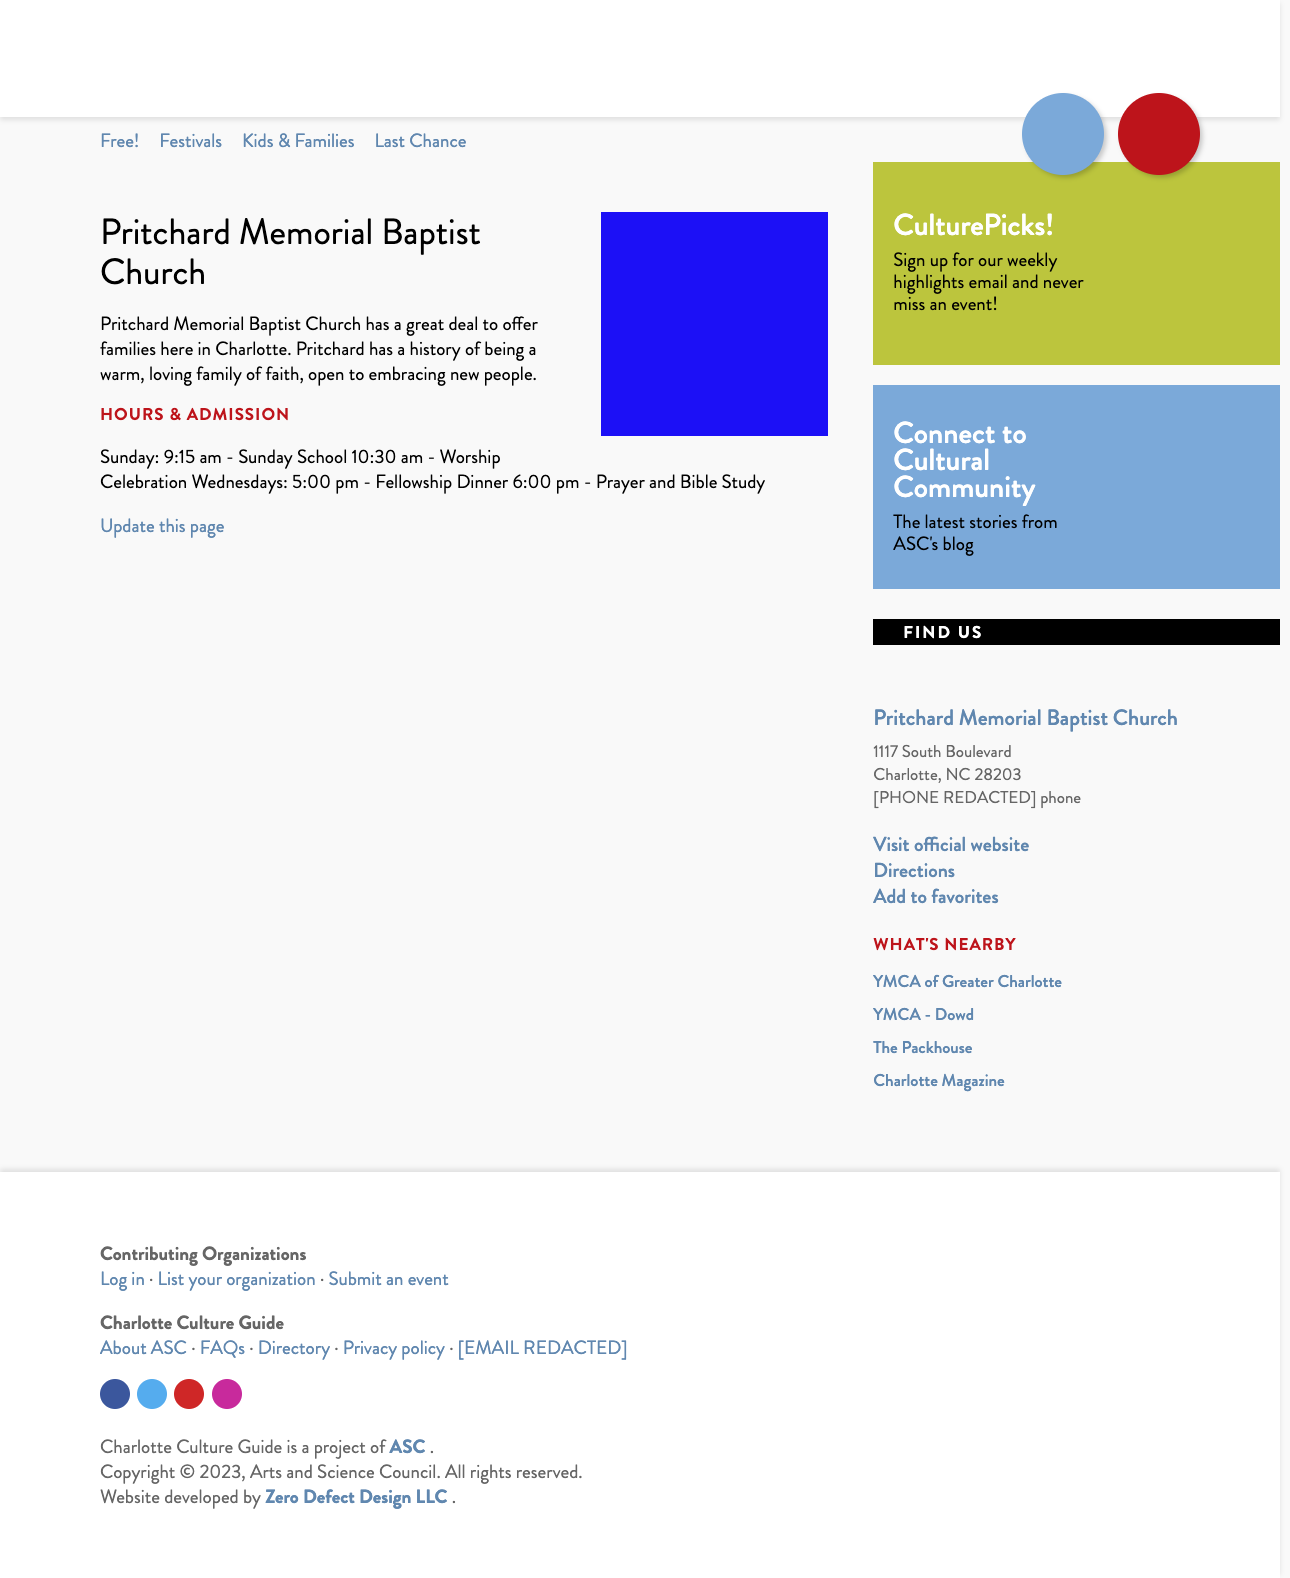 Free! Festivals Kids & Families Last Chance
Pritchard Memorial Baptist
Church
Pritchard Memorial Baptist Church has a great deal to offer
families here in Charlotte. Pritchard has a history of being a
warm, loving family of faith, open to embracing new people.
HOURS & ADMISSION
Sunday: 9:15 am - Sunday School 10:30 am - Worship
Celebration Wednesdays: 5:00 pm - Fellowship Dinner 6:00 pm - Prayer and Bible Study
Update this page
CulturePicks!
Sign up for our weekly
highlights email and never
miss an event!
Connect to
Cultural
Community
The latest stories from
ASC's blog
FIND US
Pritchard Memorial Baptist Church
1117 South Boulevard
Charlotte, NC 28203
[PHONE REDACTED] phone
Visit official website
Directions
Add to favorites
WHAT'S NEARBY
YMCA of Greater Charlotte
YMCA - Dowd
The Packhouse
Charlotte Magazine
Contributing Organizations
Log in · List your organization · Submit an event
Charlotte Culture Guide
About ASC · FAQs · Directory · Privacy policy · [EMAIL REDACTED]
Charlotte Culture Guide is a project of ASC .
Copyright © 2023, Arts and Science Council. All rights reserved.
Website developed by Zero Defect Design LLC .